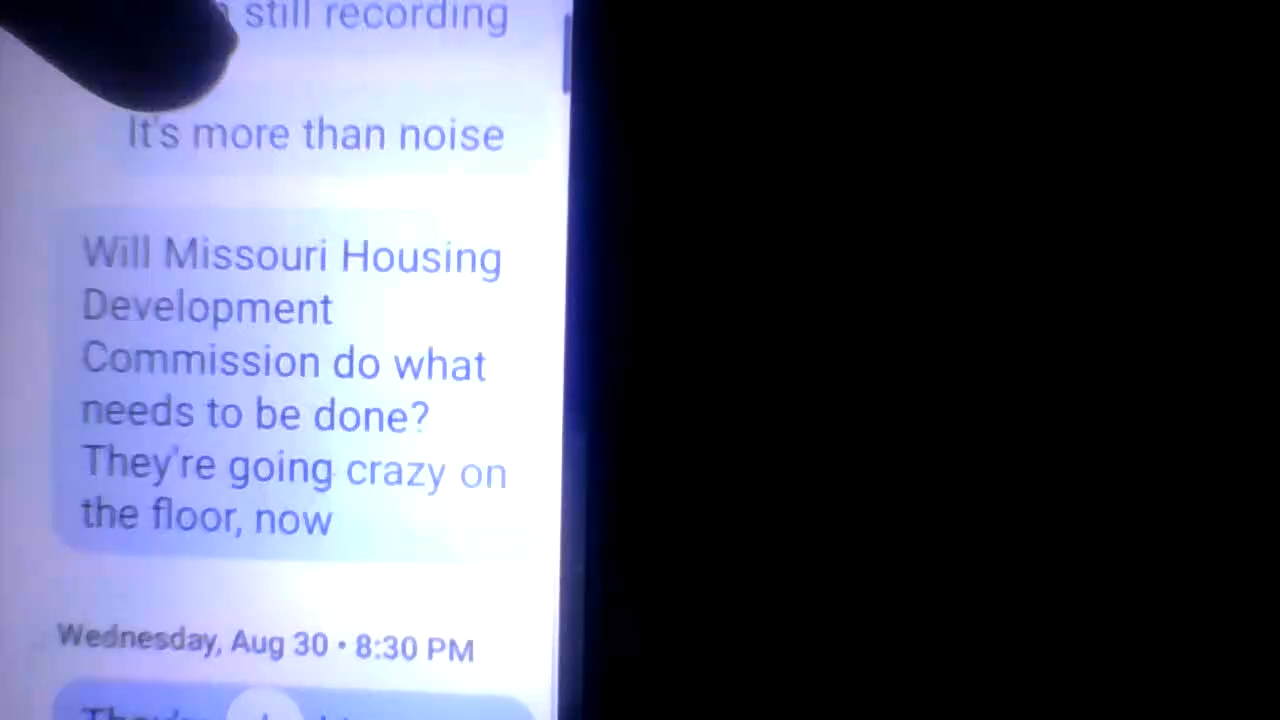 still recording
It's more than noise
Will Missouri Housing
Development
Commission do what
needs to be done?
They're going crazy on
the floor, now
Wednesday, Aug 30 • 8:30 PM